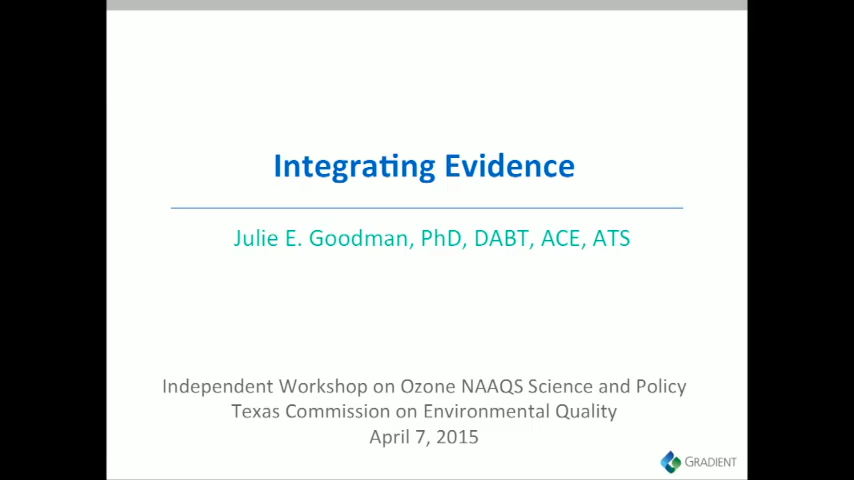 Integrating Evidence
Julie E. Goodman, PhD, DABT, ACE, ATS
Independent Workshop on Ozone NAAQS Science and Policy
Texas Commission on Environmental Quality
April 7, 2015
GRADIENT